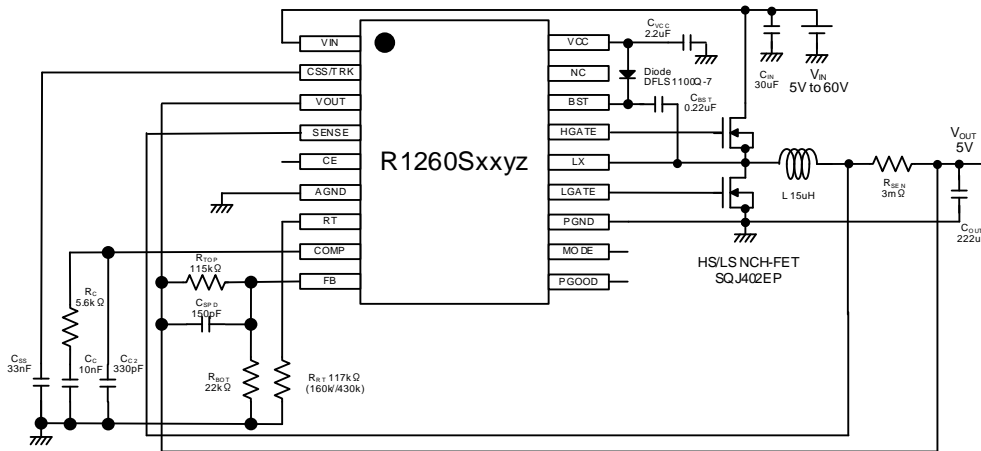 VIN
CSS/TRK
VOUT
SENSE
CE
AGND
RT
COMP
FB
R1260Sxxyz
VCC
NC
BST
HGATE
LX
LGATE
PGND
MODE
PGOOD
CVCC
2.2uF
Diode
DFLS1100Q-7
CBST
0.22uF
CIN
30uF
VIN
5V to 60V
VOUT
5V
L 15uH
RSEN
3mΩ
COUT
222u
HS/LS NCH-FET
SQJ402EP
RTOP
115kΩ
CSPD
150pF
RC
5.6kΩ
CSS
33nF
CC
10nF
CC2
330pF
RBOT
22kΩ
RRT 117kΩ
(160k/430k)